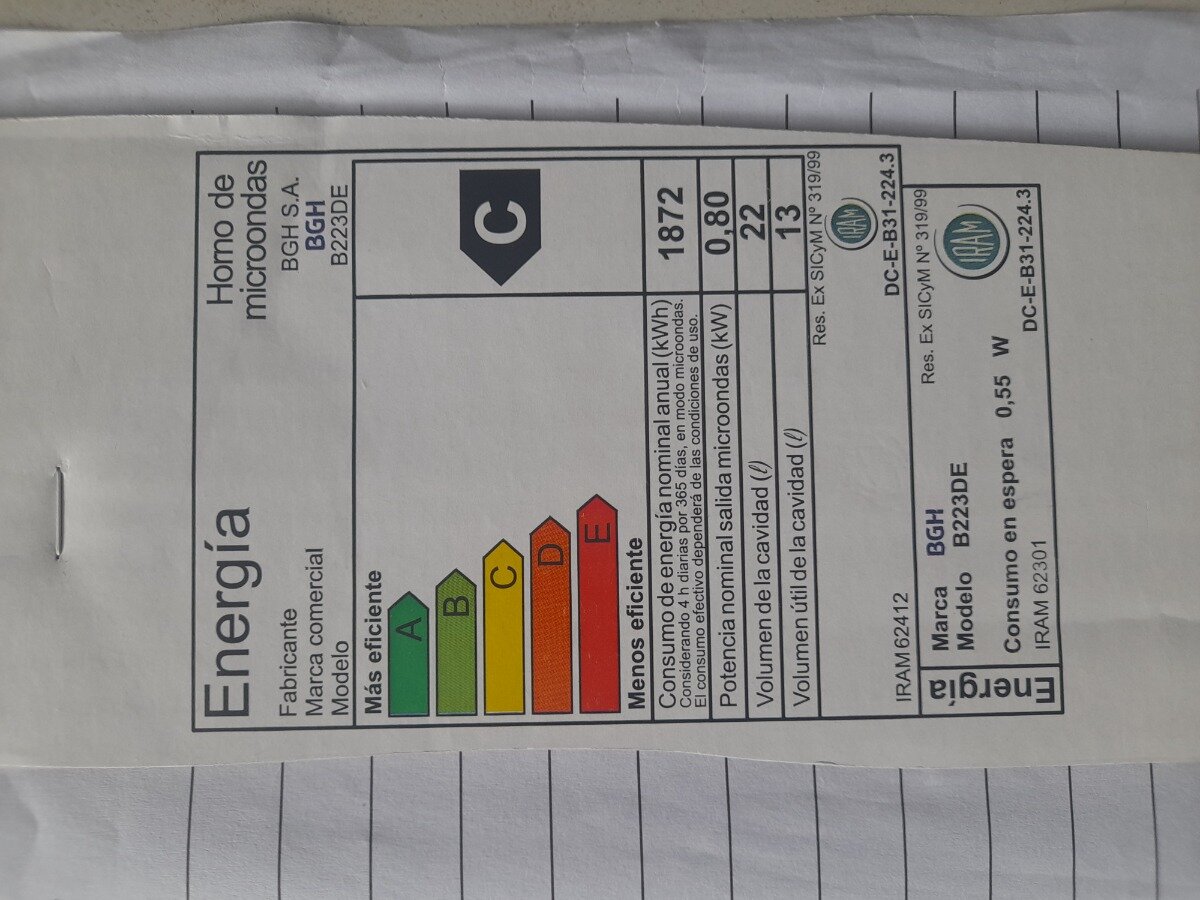 Energía Horno de microondas
Fabricante BGH S.A.
Marca comercial BGH
Modelo B223DE
Más eficiente
A
B
C C
D
E
Menos eficiente
Consumo de energía nominal anual (kWh) 1872
Considerando 4 h diarias por 365 días, en modo microondas.
El consumo efectivo dependerá de las condiciones de uso.
Potencia nominal salida microondas (kW) 0,80
Volumen de la cavidad (ℓ) 22
Volumen útil de la cavidad (ℓ) 13
Res. Ex SICyM Nº 319/99
IRAM
IRAM 62412 DC-E-B31-224.3
Energía
Res. Ex SICyM Nº 319/99
Marca BGH
Modelo B223DE
IRAM
Consumo en espera 0,55 W
IRAM 62301 DC-E-B31-224.3